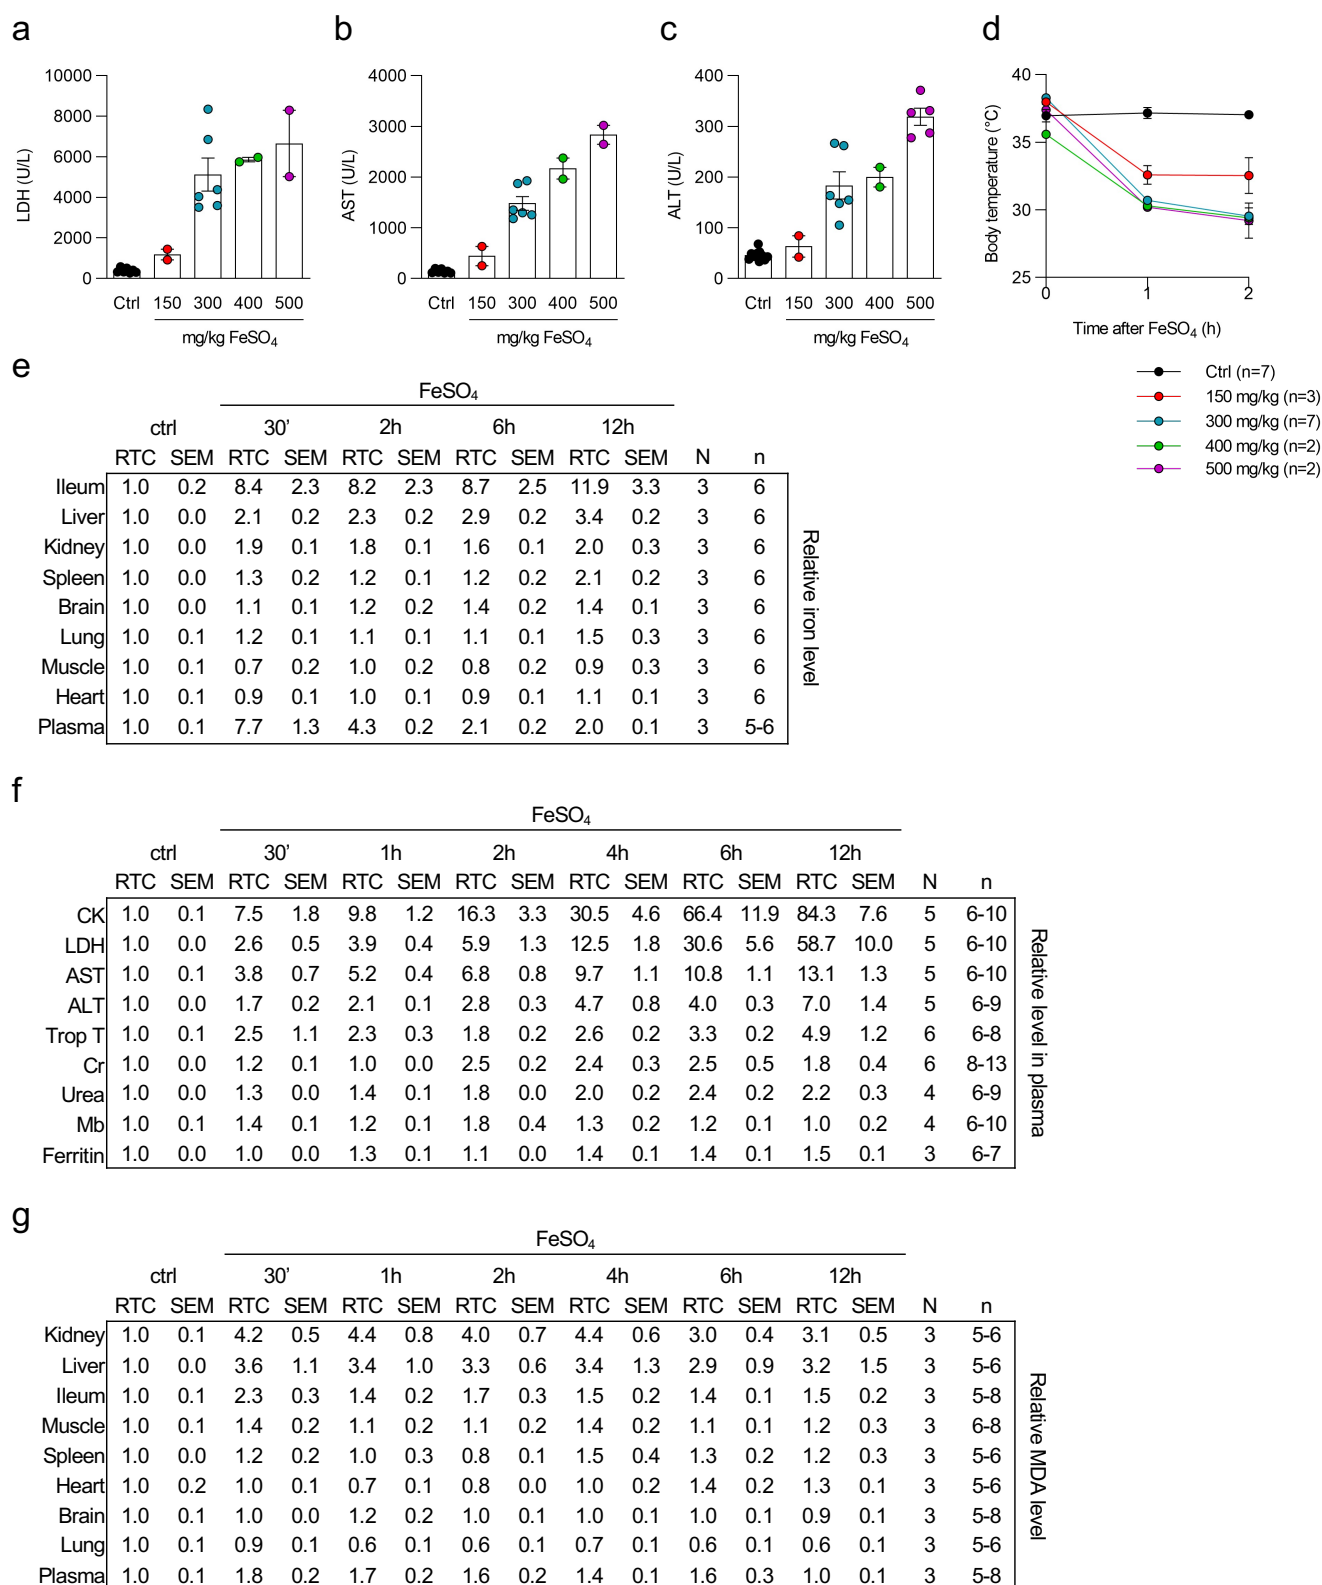 a b c d
10000
8000
6000
4000
2000
0
LDH (U/L)
Ctrl 150 300 400 500
mg/kg FeSO₄
4000
3000
2000
1000
0
AST (U/L)
Ctrl 150 300 400 500
mg/kg FeSO₄
400
300
200
100
0
ALT (U/L)
Ctrl 150 300 400 500
mg/kg FeSO₄
40
35
30
25
Body temperature (°C)
0 1 2
Time after FeSO₄ (h)
Ctrl (n=7)
150 mg/kg (n=3)
300 mg/kg (n=7)
400 mg/kg (n=2)
500 mg/kg (n=2)
e
FeSO₄
ctrl 30’ 2h 6h 12h
RTC SEM RTC SEM RTC SEM RTC SEM RTC SEM N n
Ileum 1.0 0.2 8.4 2.3 8.2 2.3 8.7 2.5 11.9 3.3 3 6
Liver 1.0 0.0 2.1 0.2 2.3 0.2 2.9 0.2 3.4 0.2 3 6
Kidney 1.0 0.0 1.9 0.1 1.8 0.1 1.6 0.1 2.0 0.3 3 6
Spleen 1.0 0.0 1.3 0.2 1.2 0.1 1.2 0.2 2.1 0.2 3 6
Brain 1.0 0.0 1.1 0.1 1.2 0.2 1.4 0.2 1.4 0.1 3 6
Lung 1.0 0.1 1.2 0.1 1.1 0.1 1.1 0.1 1.5 0.3 3 6
Muscle 1.0 0.1 0.7 0.2 1.0 0.2 0.8 0.2 0.9 0.3 3 6
Heart 1.0 0.1 0.9 0.1 1.0 0.1 0.9 0.1 1.1 0.1 3 6
Plasma 1.0 0.1 7.7 1.3 4.3 0.2 2.1 0.2 2.0 0.1 3 5-6
Relative iron level
f
FeSO₄
ctrl 30’ 1h 2h 4h 6h 12h
RTC SEM RTC SEM RTC SEM RTC SEM RTC SEM RTC SEM RTC SEM N n
CK 1.0 0.1 7.5 1.8 9.8 1.2 16.3 3.3 30.5 4.6 66.4 11.9 84.3 7.6 5 6-10
LDH 1.0 0.0 2.6 0.5 3.9 0.4 5.9 1.3 12.5 1.8 30.6 5.6 58.7 10.0 5 6-10
AST 1.0 0.1 3.8 0.7 5.2 0.4 6.8 0.8 9.7 1.1 10.8 1.1 13.1 1.3 5 6-10
ALT 1.0 0.0 1.7 0.2 2.1 0.1 2.8 0.3 4.7 0.8 4.0 0.3 7.0 1.4 5 6-9
Trop T 1.0 0.1 2.5 1.1 2.3 0.3 1.8 0.2 2.6 0.2 3.3 0.2 4.9 1.2 6 6-8
Cr 1.0 0.0 1.2 0.1 1.0 0.0 2.5 0.2 2.4 0.3 2.5 0.5 1.8 0.4 6 8-13
Urea 1.0 0.0 1.3 0.0 1.4 0.1 1.8 0.0 2.0 0.2 2.4 0.2 2.2 0.3 4 6-9
Mb 1.0 0.1 1.4 0.1 1.2 0.1 1.8 0.4 1.3 0.2 1.2 0.1 1.0 0.2 4 6-10
Ferritin 1.0 0.0 1.0 0.0 1.3 0.1 1.1 0.0 1.4 0.1 1.4 0.1 1.5 0.1 3 6-7
Relative level in plasma
g
FeSO₄
ctrl 30’ 1h 2h 4h 6h 12h
RTC SEM RTC SEM RTC SEM RTC SEM RTC SEM RTC SEM RTC SEM N n
Kidney 1.0 0.1 4.2 0.5 4.4 0.8 4.0 0.7 4.4 0.6 3.0 0.4 3.1 0.5 3 5-6
Liver 1.0 0.0 3.6 1.1 3.4 1.0 3.3 0.6 3.4 1.3 2.9 0.9 3.2 1.5 3 5-6
Ileum 1.0 0.1 2.3 0.3 1.4 0.2 1.7 0.3 1.5 0.2 1.4 0.1 1.5 0.2 3 5-8
Muscle 1.0 0.1 1.4 0.2 1.1 0.2 1.1 0.2 1.4 0.2 1.1 0.1 1.2 0.3 3 6-8
Spleen 1.0 0.0 1.2 0.2 1.0 0.3 0.8 0.1 1.5 0.4 1.3 0.2 1.2 0.3 3 5-6
Heart 1.0 0.2 1.0 0.1 0.7 0.1 0.8 0.0 1.0 0.2 1.4 0.2 1.3 0.1 3 5-6
Brain 1.0 0.1 1.0 0.0 1.2 0.2 1.0 0.1 1.0 0.1 1.0 0.1 0.9 0.1 3 5-8
Lung 1.0 0.1 0.9 0.1 0.6 0.1 0.6 0.1 0.7 0.1 0.6 0.1 0.6 0.1 3 5-6
Plasma 1.0 0.1 1.8 0.2 1.7 0.2 1.6 0.2 1.4 0.1 1.6 0.3 1.0 0.1 3 5-8
Relative MDA level